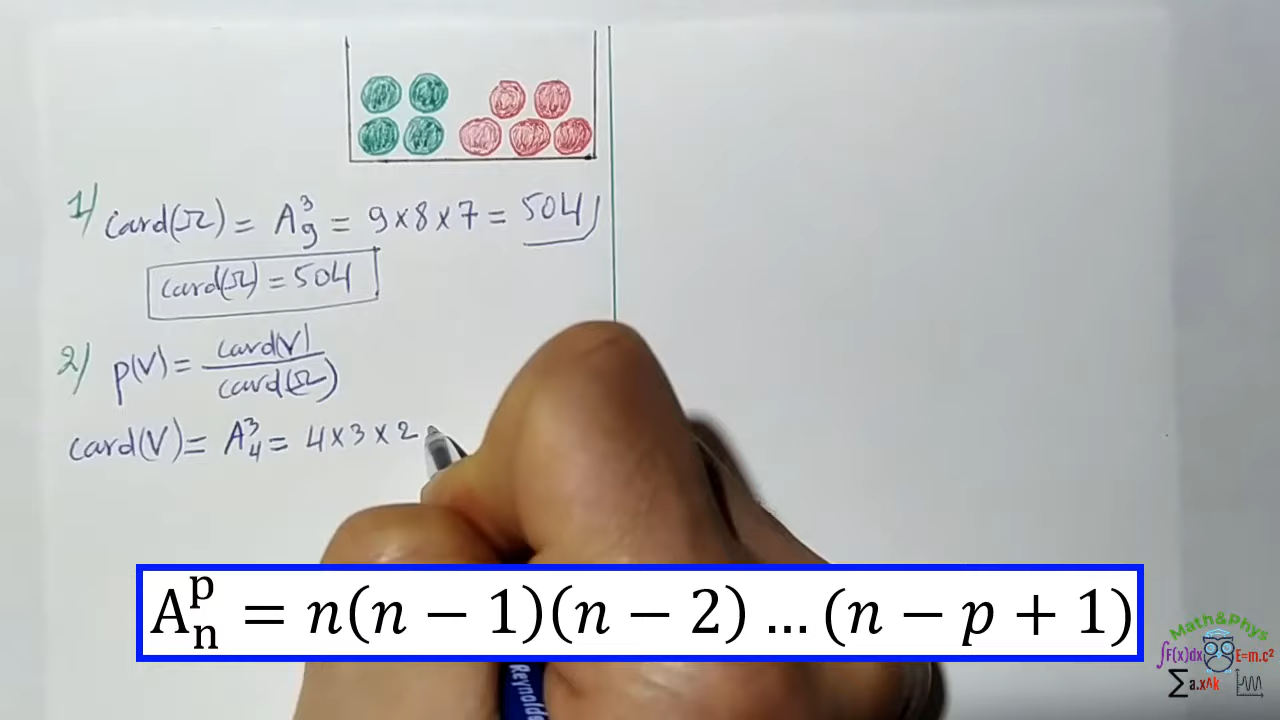 1) card(Ω) = A³₉ = 9×8×7 = 504
card(Ω) = 504
2) p(V) = card(V) / card(Ω)
card(V) = A³₄ = 4×3×2
Aᵖₙ = n(n − 1)(n − 2) … (n − p + 1)
Reynolds
Math&Phys
∫F(x)dx E=m.c²
∑ a.x^k